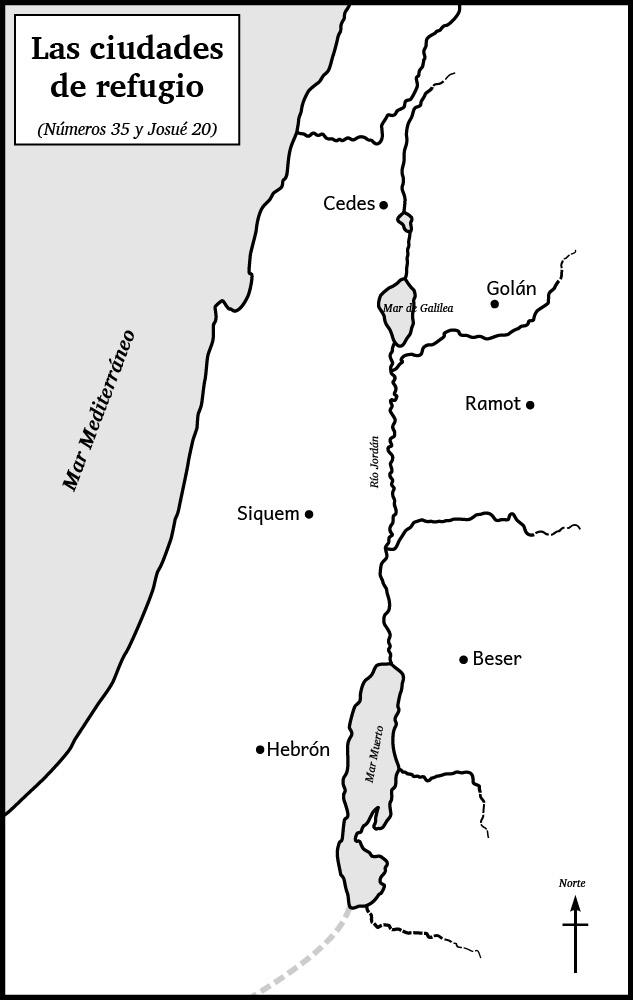 Las ciudades
de refugio
(Números 35 y Josué 20)
Cedes
Golán
Mar de Galilea
Mar Mediterráneo
Ramot
Río Jordán
Siquem
Beser
Hebrón
Mar Muerto
Norte